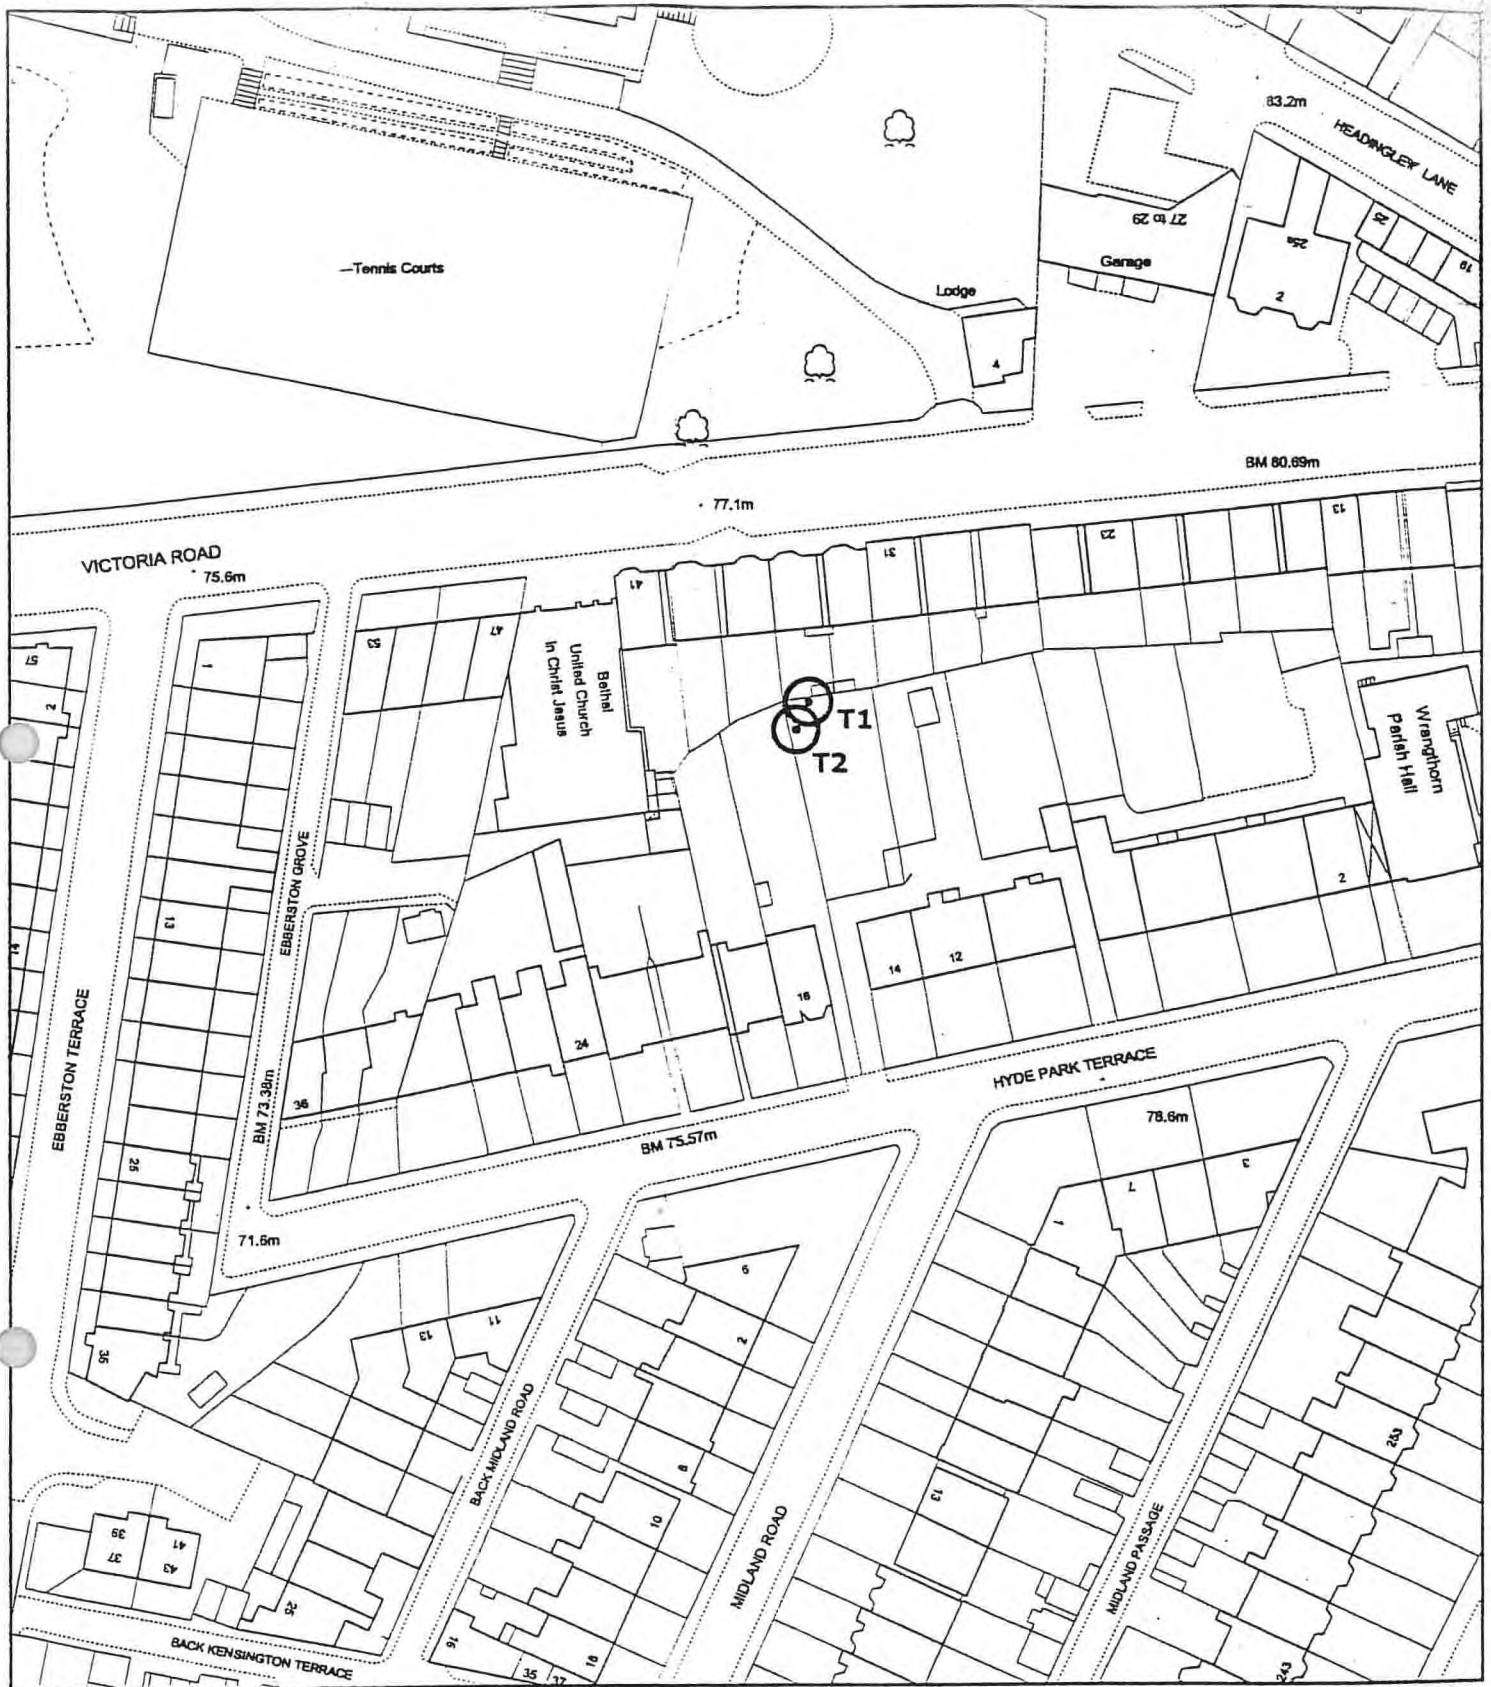 83.2m
HEADINGLEY LANE
27 to 29
25
25a
19
Garage
2
Tennis Courts
Lodge
4
BM 80.69m
77.1m
VICTORIA ROAD
75.6m
13
23
31
41
47
53
57
2
1
Bethel
United Church
In Christ Jesus
T1
T2
Wrangthorn
Parish Hall
EBBERSTON GROVE
2
13
14
14
12
16
24
36
EBBERSTON TERRACE
BM 73.38m
HYDE PARK TERRACE
BM 75.57m
78.6m
25
71.6m
1
7
3
6
2
11
13
35
BACK MIDLAND ROAD
8
10
13
253
MIDLAND ROAD
MIDLAND PASSAGE
39
41
37
43
26
BACK KENSINGTON TERRACE
16
35
37
18
243